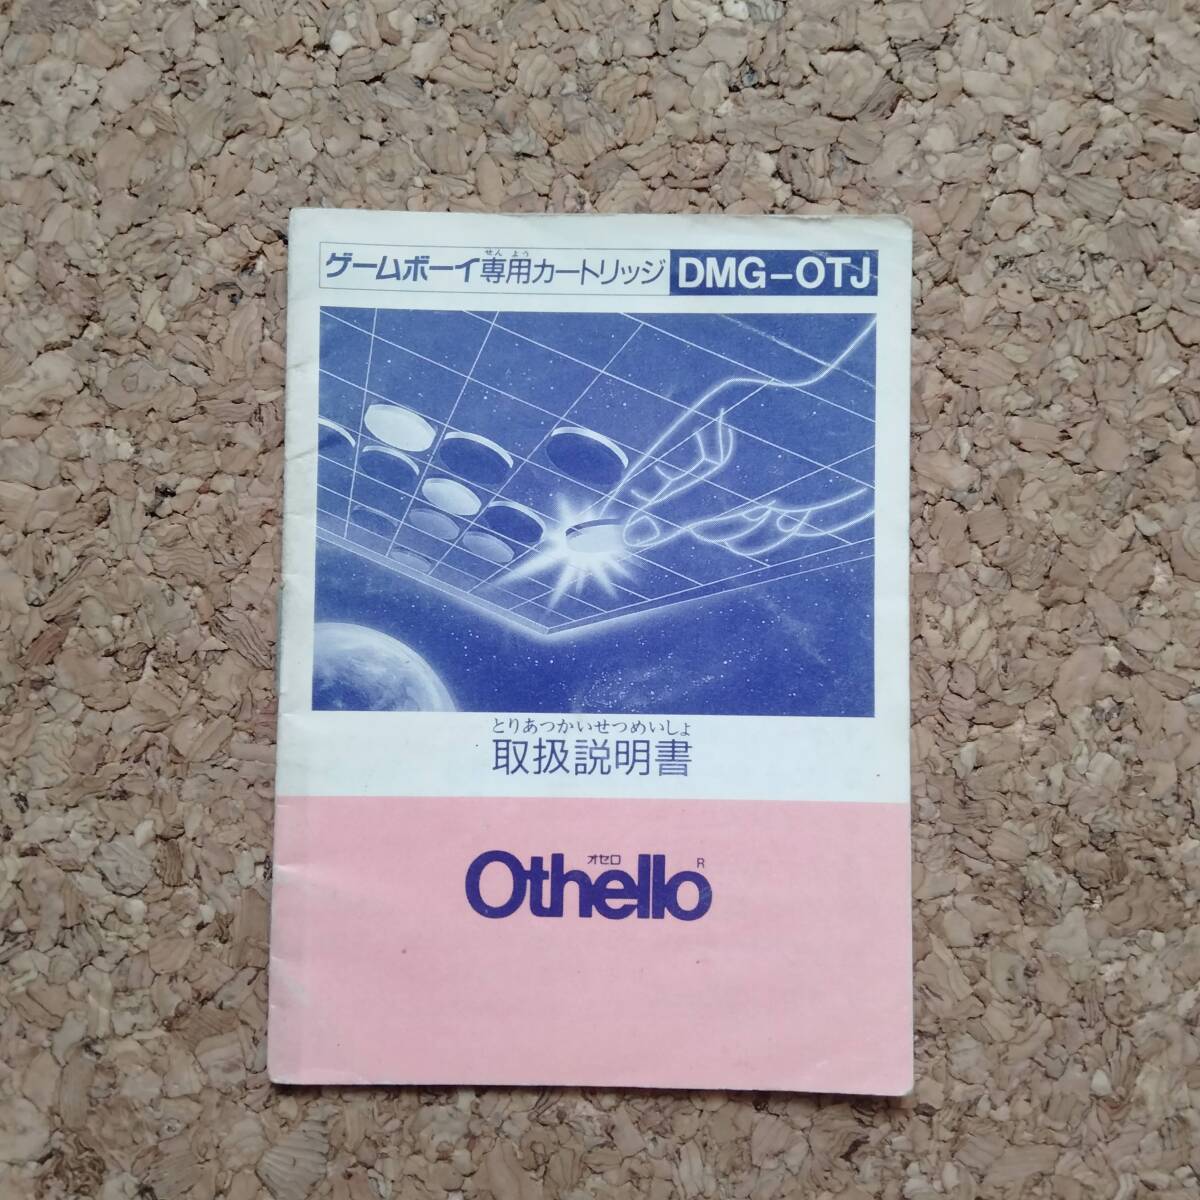 せんよう
ゲームボーイ専用カートリッジ DMG-OTJ
とりあつかいせつめいしょ
取扱説明書
オセロ
Othello R